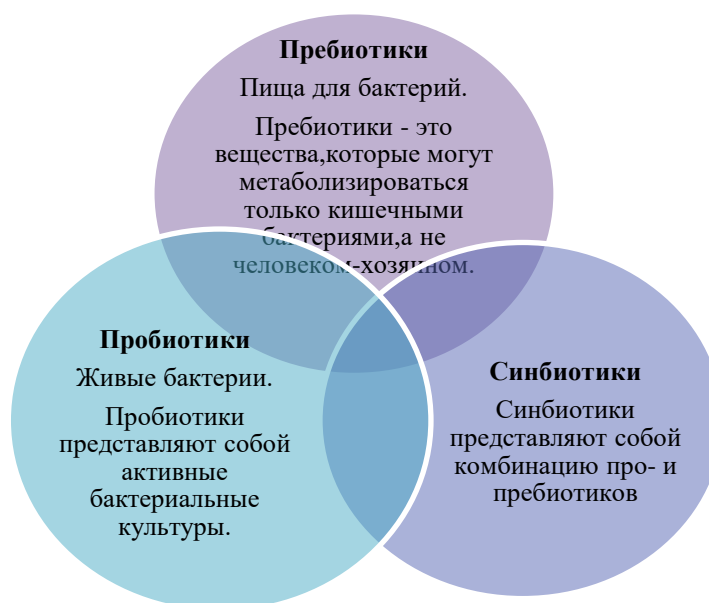 Пребиотики
Пища для бактерий.
Пребиотики - это
вещества,которые могут
метаболизироваться
только кишечными
бактериями,а не
человеком-хозяином.
Пробиотики
Живые бактерии.
Пробиотики
представляют собой
активные
бактериальные
культуры.
Синбиотики
Синбиотики
представляют собой
комбинацию про- и
пребиотиков